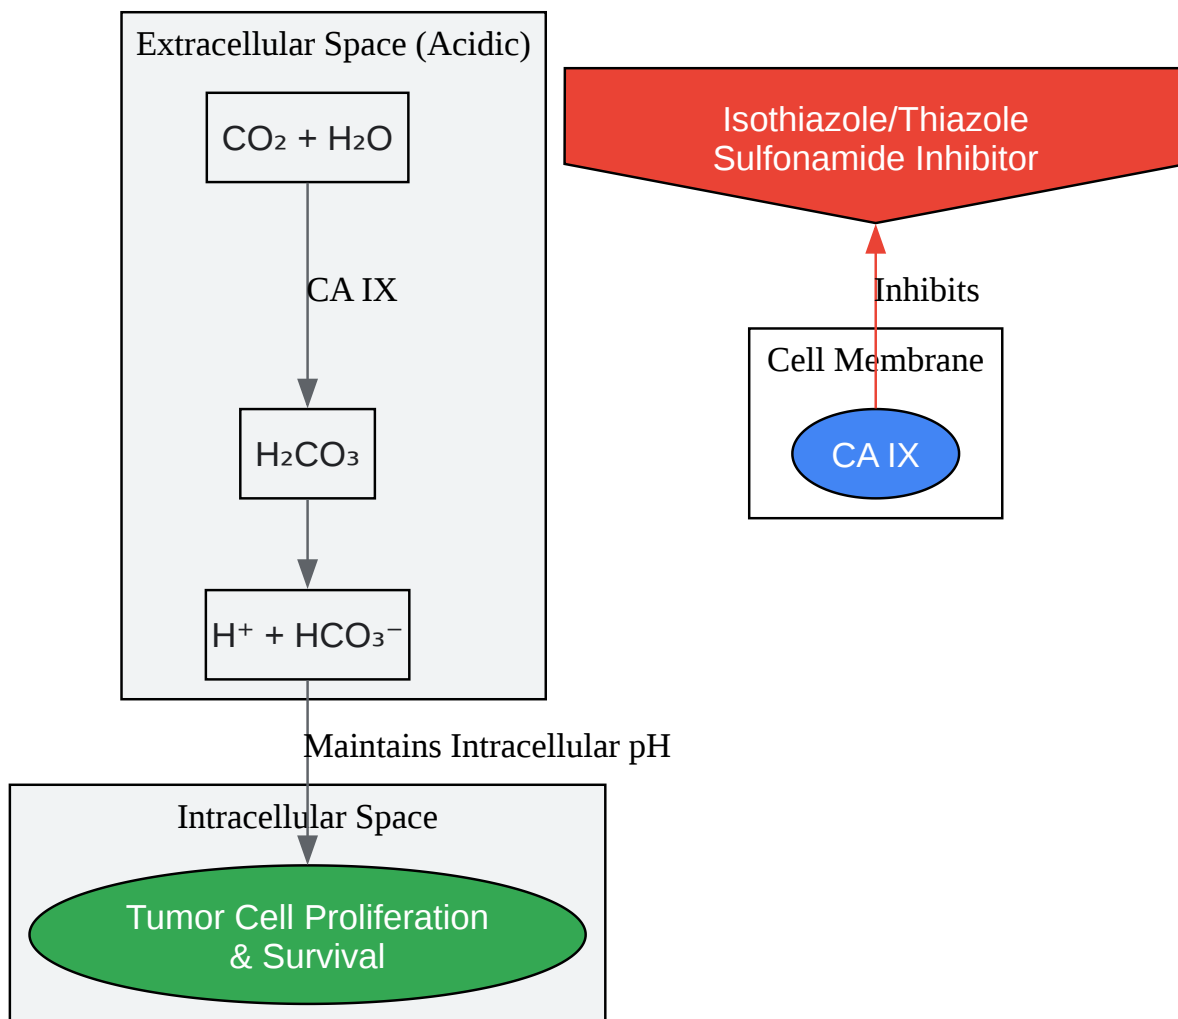 Extracellular Space (Acidic)
CO₂ + H₂O
CA IX
H₂CO₃
H⁺ + HCO₃⁻
Maintains Intracellular pH
Intracellular Space
Tumor Cell Proliferation
& Survival
Isothiazole/Thiazole
Sulfonamide Inhibitor
Inhibits
Cell Membrane
CA IX